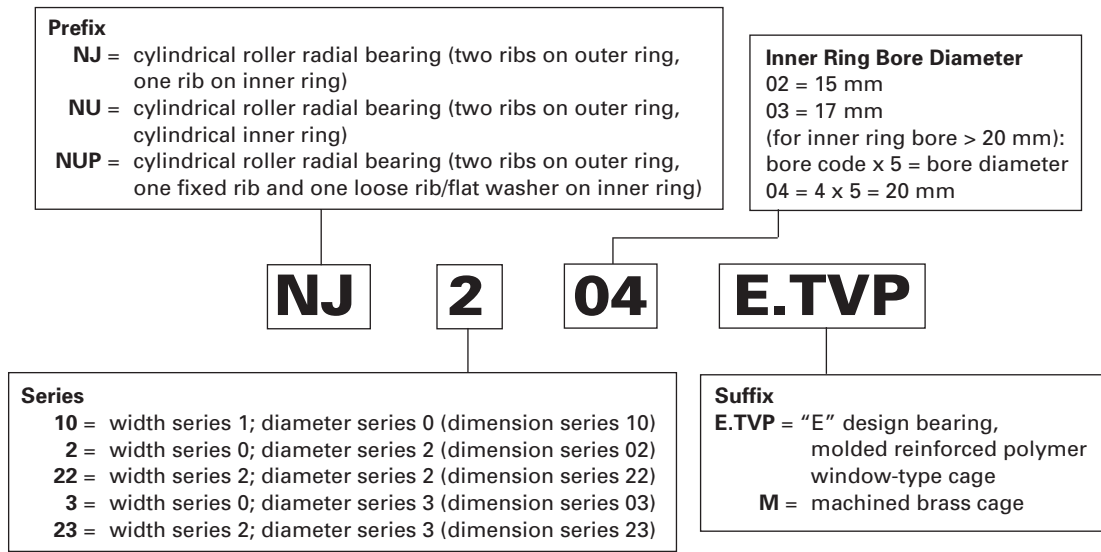 Prefix
NJ = cylindrical roller radial bearing (two ribs on outer ring,
one rib on inner ring)
NU = cylindrical roller radial bearing (two ribs on outer ring,
cylindrical inner ring)
NUP = cylindrical roller radial bearing (two ribs on outer ring,
one fixed rib and one loose rib/flat washer on inner ring)
Inner Ring Bore Diameter
02 = 15 mm
03 = 17 mm
(for inner ring bore > 20 mm):
bore code x 5 = bore diameter
04 = 4 x 5 = 20 mm
NJ 2 04 E.TVP
Series
10 = width series 1; diameter series 0 (dimension series 10)
2 = width series 0; diameter series 2 (dimension series 02)
22 = width series 2; diameter series 2 (dimension series 22)
3 = width series 0; diameter series 3 (dimension series 03)
23 = width series 2; diameter series 3 (dimension series 23)
Suffix
E.TVP = “E” design bearing,
molded reinforced polymer
window-type cage
M = machined brass cage